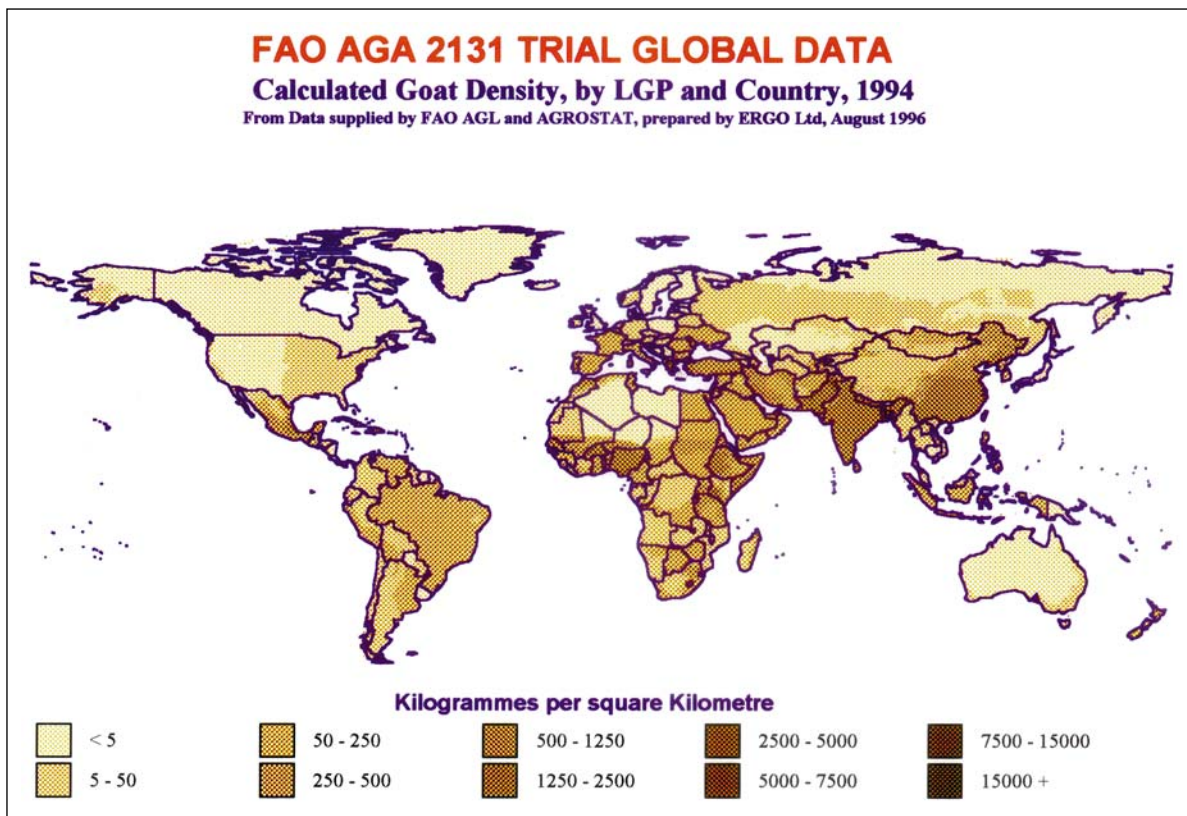 FAO AGA 2131 TRIAL GLOBAL DATA
Calculated Goat Density, by LGP and Country, 1994
From Data supplied by FAO AGL and AGROSTAT, prepared by ERGO Ltd, August 1996
Kilogrammes per square Kilometre
< 5
50 - 250
500 - 1250
2500 - 5000
7500 - 15000
5 - 50
250 - 500
1250 - 2500
5000 - 7500
15000 +